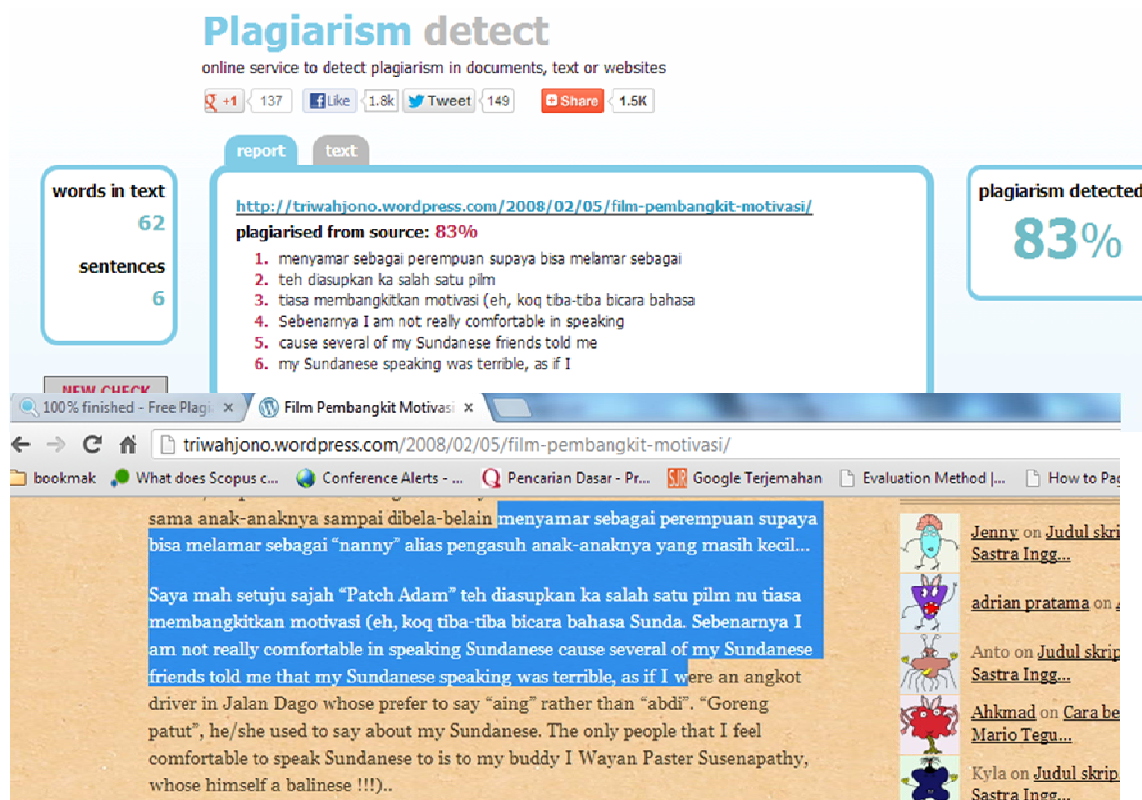 Plagiarism detect
online service to detect plagiarism in documents, text or websites
+1 137 Like 1.8k Tweet 149 Share 1.5K
report text
words in text
62
sentences
6
NEW CHECK
http://triwahjono.wordpress.com/2008/02/05/film-pembangkit-motivasi/
plagiarised from source: 83%
1. menyamar sebagai perempuan supaya bisa melamar sebagai
2. teh diasupkan ka salah satu pilm
3. tiasa membangkitkan motivasi (eh, koq tiba-tiba bicara bahasa
4. Sebenarnya I am not really comfortable in speaking
5. cause several of my Sundanese friends told me
6. my Sundanese speaking was terrible, as if I
plagiarism detected
83%
100% finished - Free Plagi Film Pembangkit Motivasi
triwahjono.wordpress.com/2008/02/05/film-pembangkit-motivasi/
bookmak What does Scopus c... Conference Alerts - ... Pencarian Dasar - Pr... SJR Google Terjemahan Evaluation Method |... How to Pag
sama anak-anaknya sampai dibela-belain menyamar sebagai perempuan supaya
bisa melamar sebagai “nanny” alias pengasuh anak-anaknya yang masih kecil...
Saya mah setuju sajah “Patch Adam” teh diasupkan ka salah satu pilm nu tiasa
membangkitkan motivasi (eh, koq tiba-tiba bicara bahasa Sunda. Sebenarnya I
am not really comfortable in speaking Sundanese cause several of my Sundanese
friends told me that my Sundanese speaking was terrible, as if I were an angkot
driver in Jalan Dago whose prefer to say “aing” rather than “abdi”. “Goreng
patut”, he/she used to say about my Sundanese. The only people that I feel
comfortable to speak Sundanese to is to my buddy I Wayan Paster Susenapathy,
whose himself a balinese !!!)..
Jenny on Judul skri
Sastra Ingg...
adrian pratama on
Anto on Judul skrip
Sastra Ingg...
Ahkmad on Cara be
Mario Tegu...
Kyla on Judul skrip
Sastra Ingg...